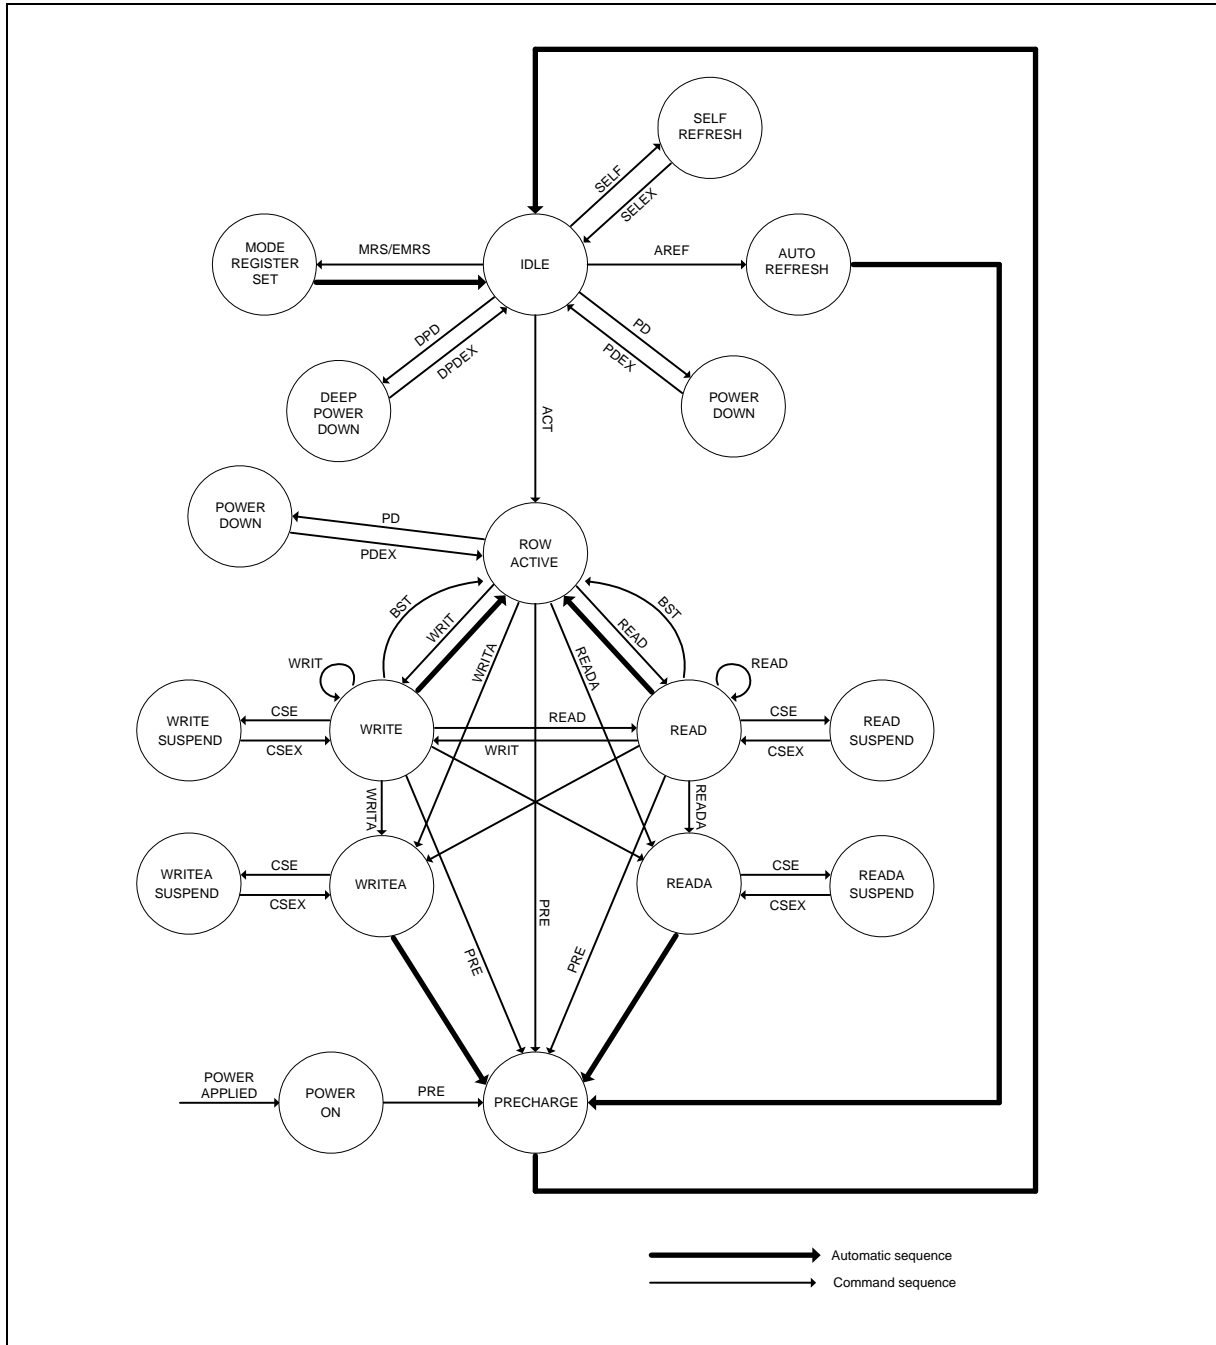 SELF
REFRESH
SELF
SELEX
MODE
REGISTER
SET
MRS/EMRS
IDLE
AREF
AUTO
REFRESH
DPD
DPDEX
PD
PDEX
DEEP
POWER
DOWN
POWER
DOWN
ACT
POWER
DOWN
PD
PDEX
ROW
ACTIVE
BST
WRIT
WRITA
READA
READ
BST
WRIT
READ
WRITE
SUSPEND
CSE
CSEX
WRITE
READ
WRIT
READ
CSE
CSEX
READ
SUSPEND
WRITA
READA
WRITEA
SUSPEND
CSE
CSEX
WRITEA
READA
CSE
CSEX
READA
SUSPEND
PRE
PRE
PRE
POWER
APPLIED
POWER
ON
PRE
PRECHARGE
Automatic sequence
Command sequence